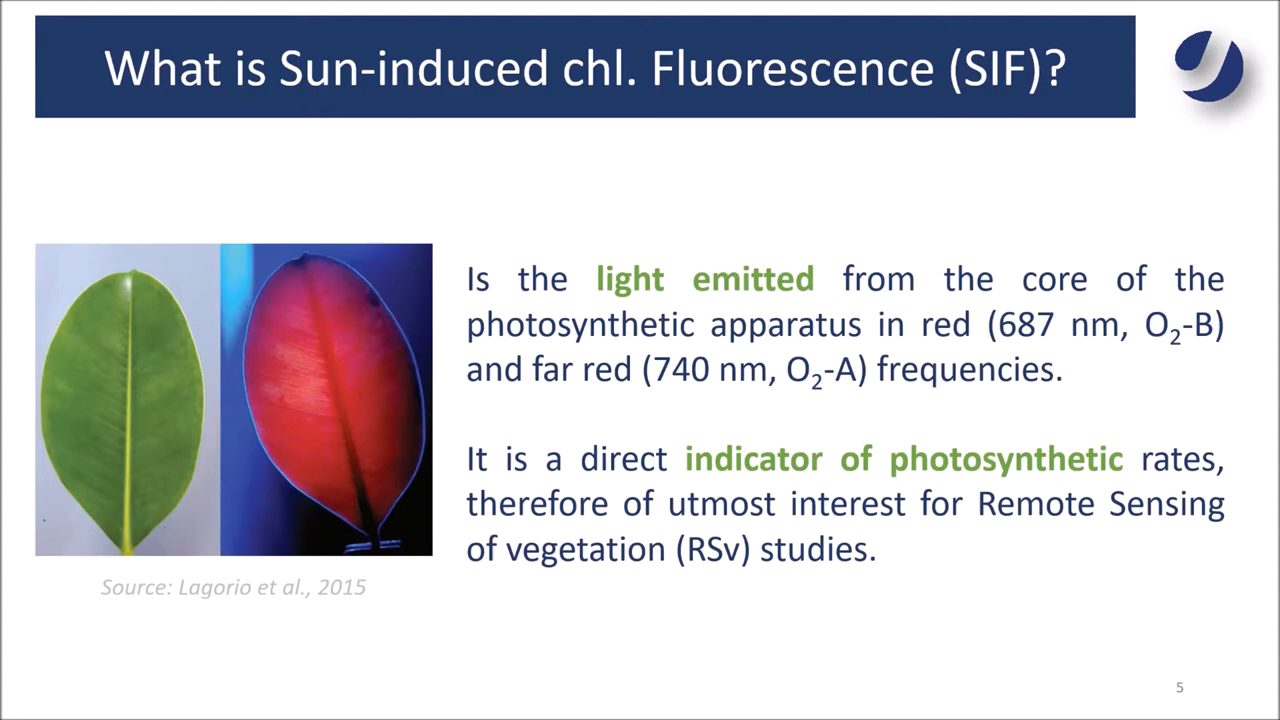 What is Sun-induced chl. Fluorescence (SIF)?
Is the light emitted from the core of the
photosynthetic apparatus in red (687 nm, O₂-B)
and far red (740 nm, O₂-A) frequencies.
It is a direct indicator of photosynthetic rates,
therefore of utmost interest for Remote Sensing
of vegetation (RSv) studies.
Source: Lagorio et al., 2015
5